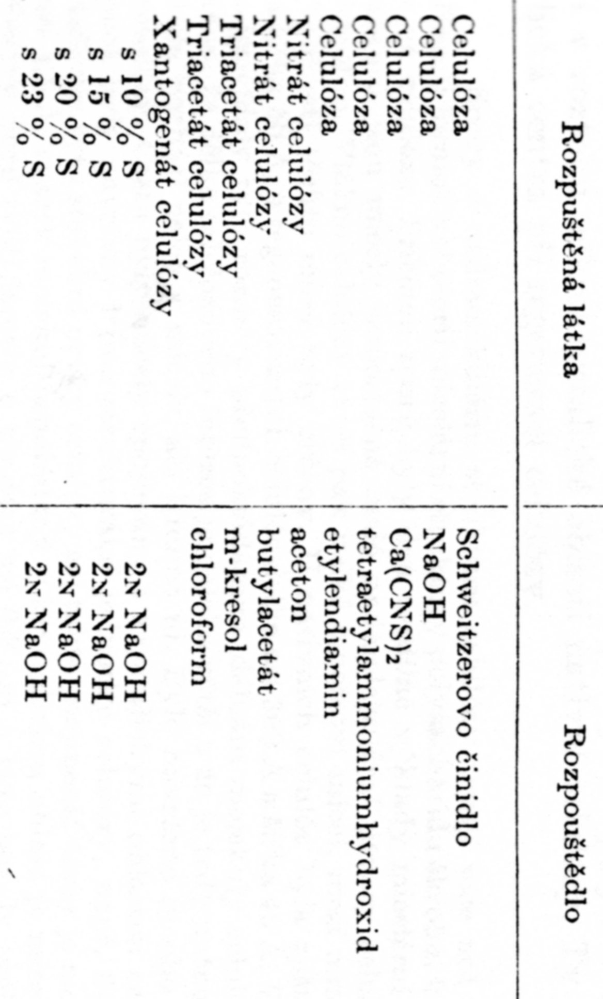 Rozpuštěná látka Rozpouštědlo
Celulóza Schweitzerovo činidlo
Celulóza NaOH
Celulóza Ca(CNS)₂
Celulóza tetraetylammoniumhydroxid
Celulóza etylendiamin
Nitrát celulózy aceton
Nitrát celulózy butylacetát
Triacetát celulózy m-kresol
Triacetát celulózy chloroform
Xantogenát celulózy
s 10 % S 2N NaOH
s 15 % S 2N NaOH
s 20 % S 2N NaOH
s 23 % S 2N NaOH